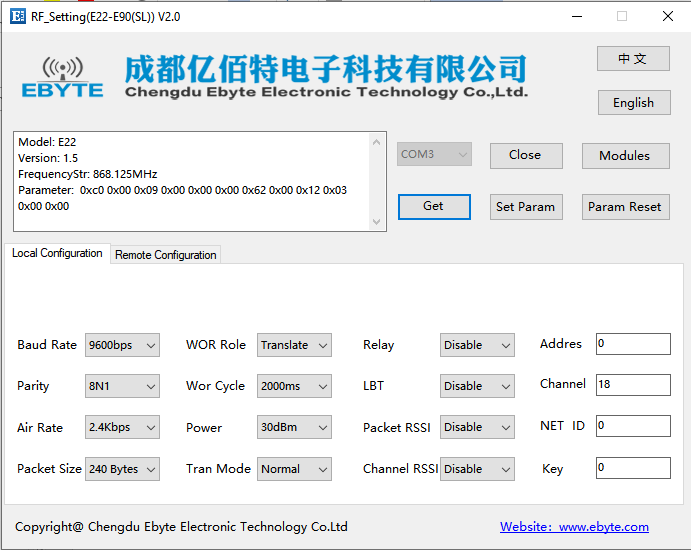 RF_Setting(E22-E90(SL)) V2.0
EBYTE
成都亿佰特电子科技有限公司
Chengdu Ebyte Electronic Technology Co.,Ltd.
中 文
English
Model: E22
Version: 1.5
FrequencyStr: 868.125MHz
Parameter: 0xc0 0x00 0x09 0x00 0x00 0x00 0x62 0x00 0x12 0x03
0x00 0x00
COM3 Close Modules
Get Set Param Param Reset
Local Configuration Remote Configuration
Baud Rate 9600bps WOR Role Translate Relay Disable Addres 0
Parity 8N1 Wor Cycle 2000ms LBT Disable Channel 18
Air Rate 2.4Kbps Power 30dBm Packet RSSI Disable NET ID 0
Packet Size 240 Bytes Tran Mode Normal Channel RSSI Disable Key 0
Copyright@ Chengdu Ebyte Electronic Technology Co.Ltd Website: www.ebyte.com